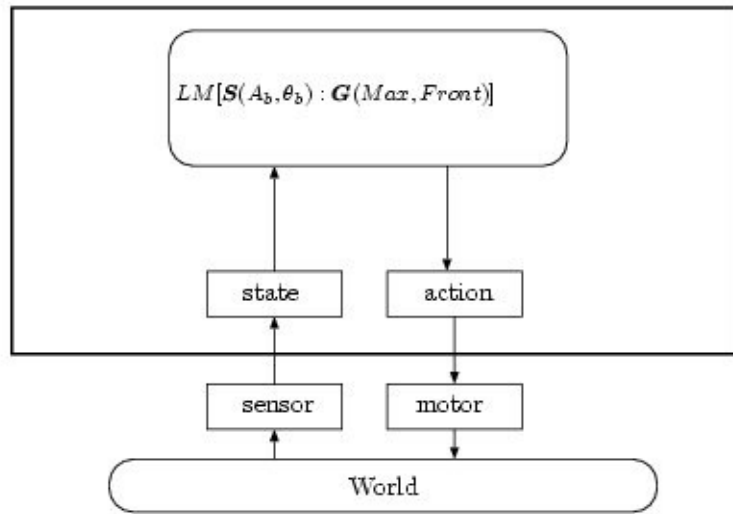 LM[S(A_b,θ_b) : G(Max,Front)]
state action
sensor motor
World